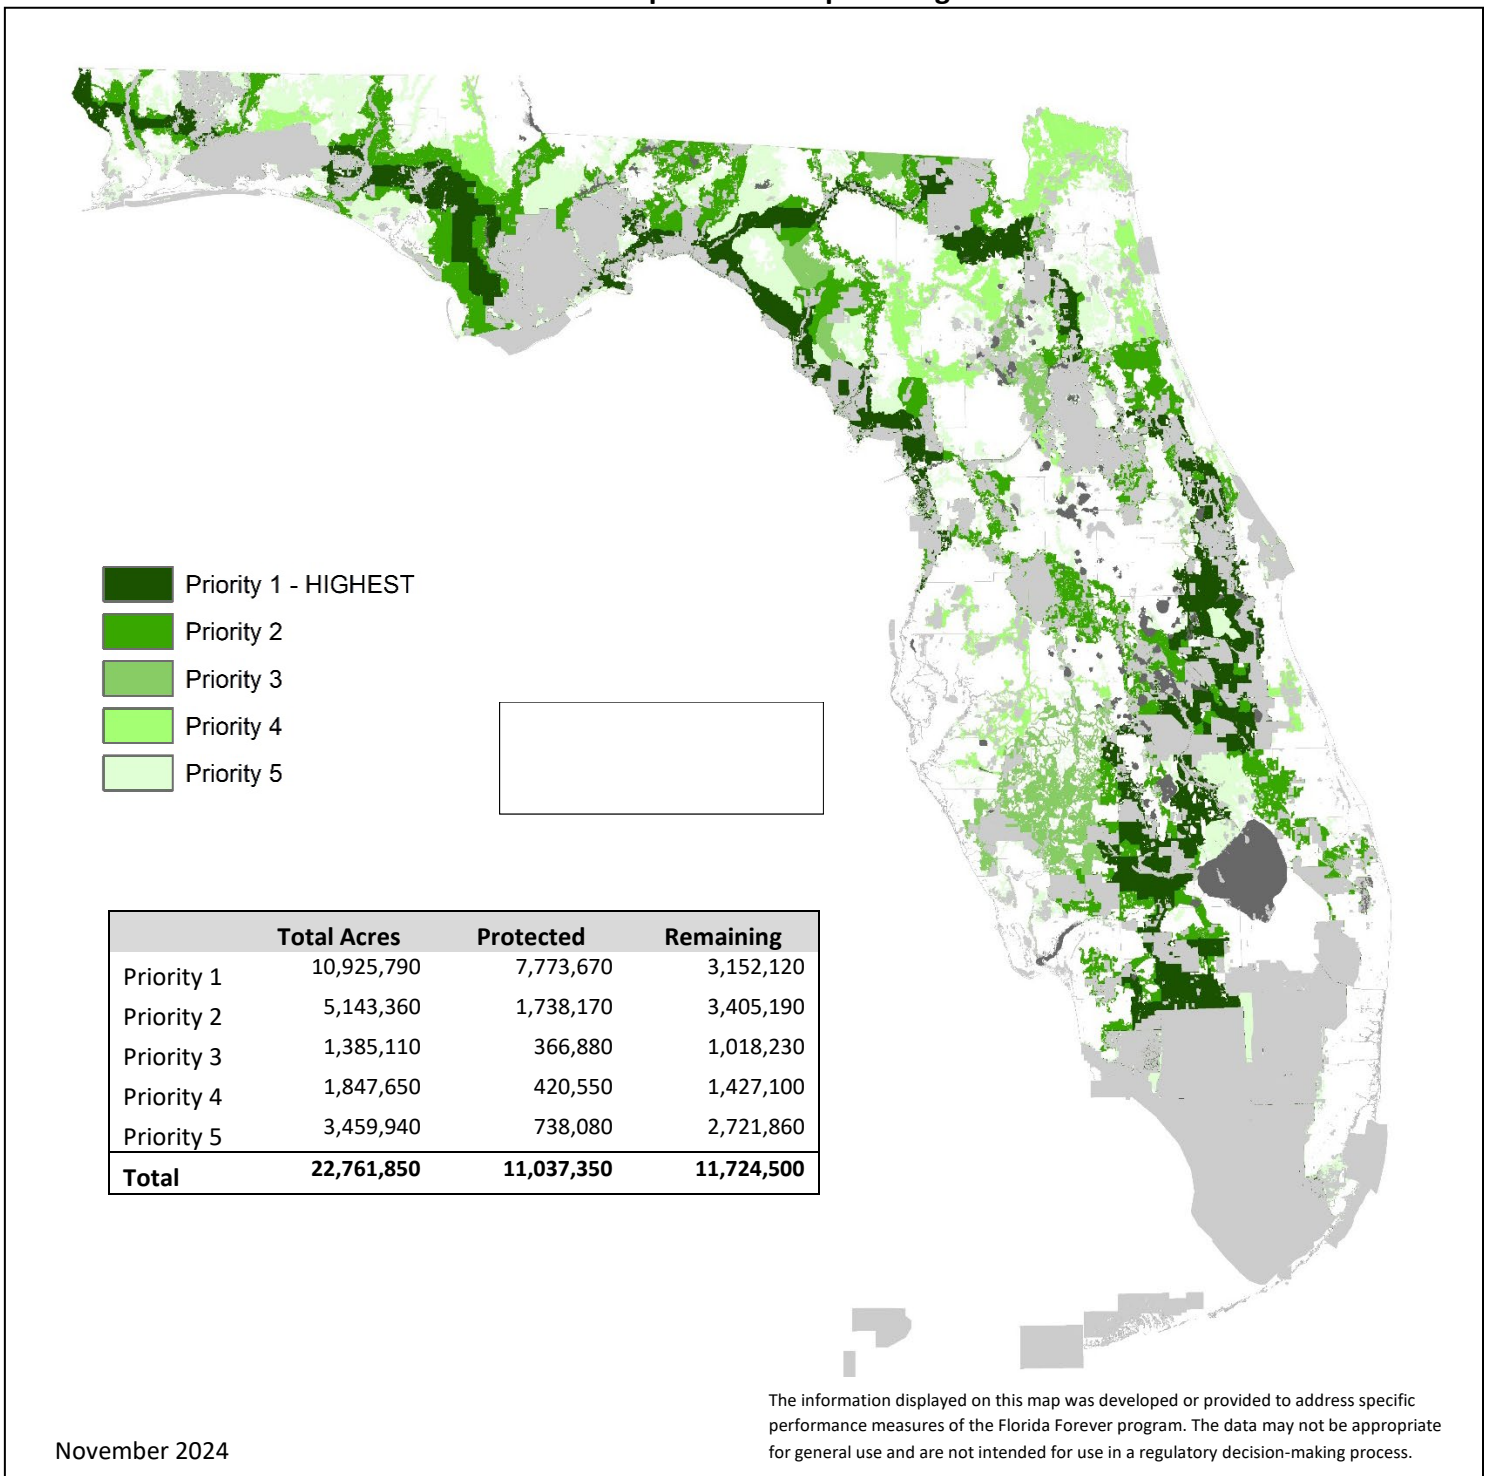 Priority 1 - HIGHEST
Priority 2
Priority 3
Priority 4
Priority 5
Total Acres Protected Remaining
Priority 1 10,925,790 7,773,670 3,152,120
Priority 2 5,143,360 1,738,170 3,405,190
Priority 3 1,385,110 366,880 1,018,230
Priority 4 1,847,650 420,550 1,427,100
Priority 5 3,459,940 738,080 2,721,860
Total 22,761,850 11,037,350 11,724,500
The information displayed on this map was developed or provided to address specific
performance measures of the Florida Forever program. The data may not be appropriate
for general use and are not intended for use in a regulatory decision-making process.
November 2024